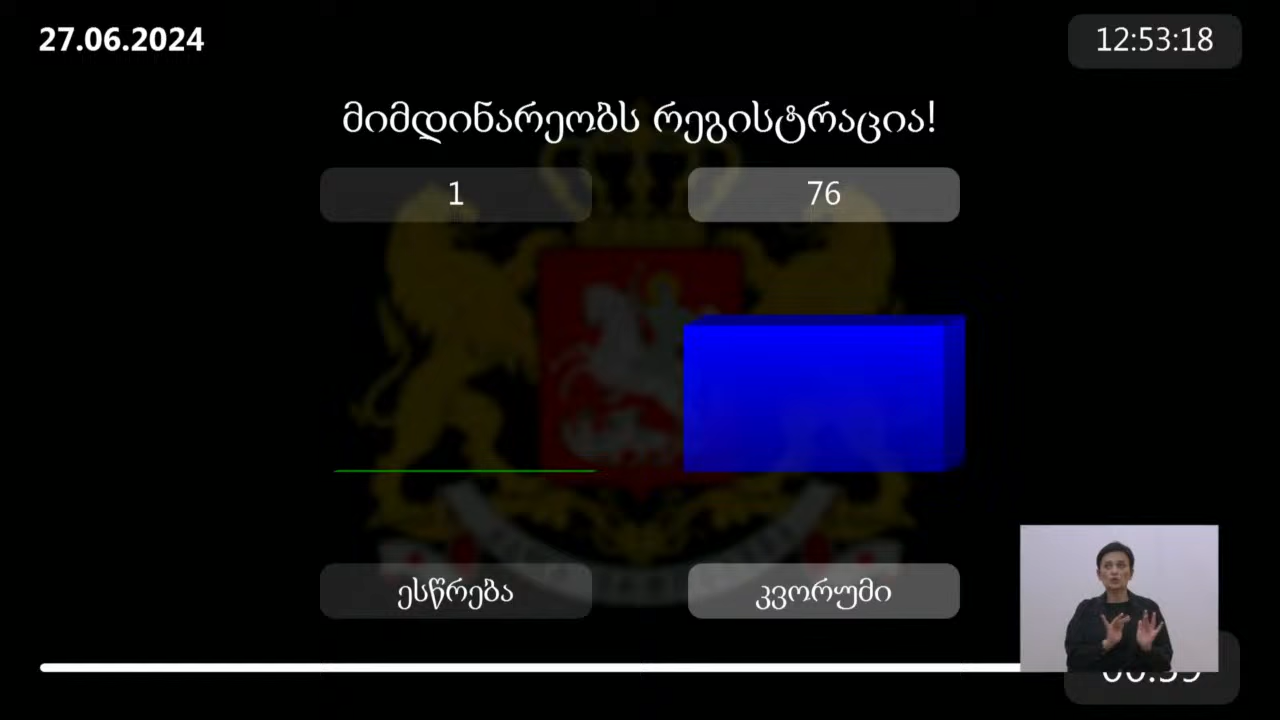 27.06.2024
12:53:18
მიმდინარეობს რეგისტრაცია!
1
76
ესწრება
კვორუმი